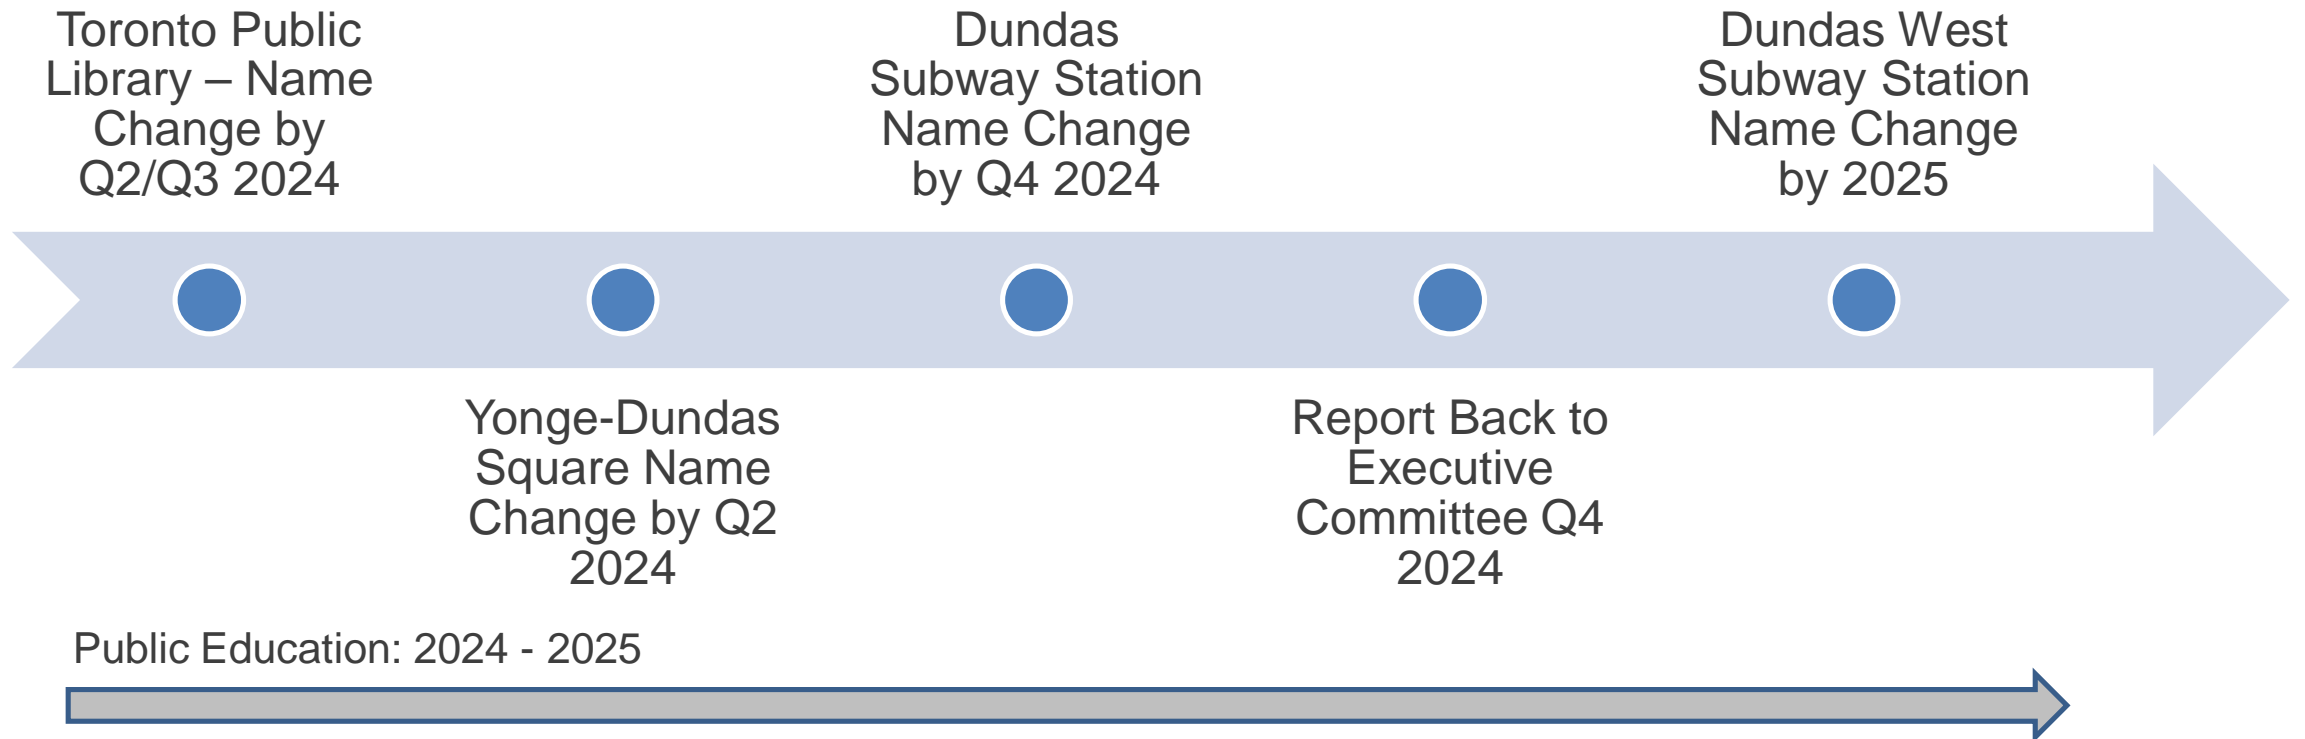 Toronto Public
Library – Name
Change by
Q2/Q3 2024
Yonge-Dundas
Square Name
Change by Q2
2024
Dundas
Subway Station
Name Change
by Q4 2024
Report Back to
Executive
Committee Q4
2024
Dundas West
Subway Station
Name Change
by 2025
Public Education: 2024 - 2025